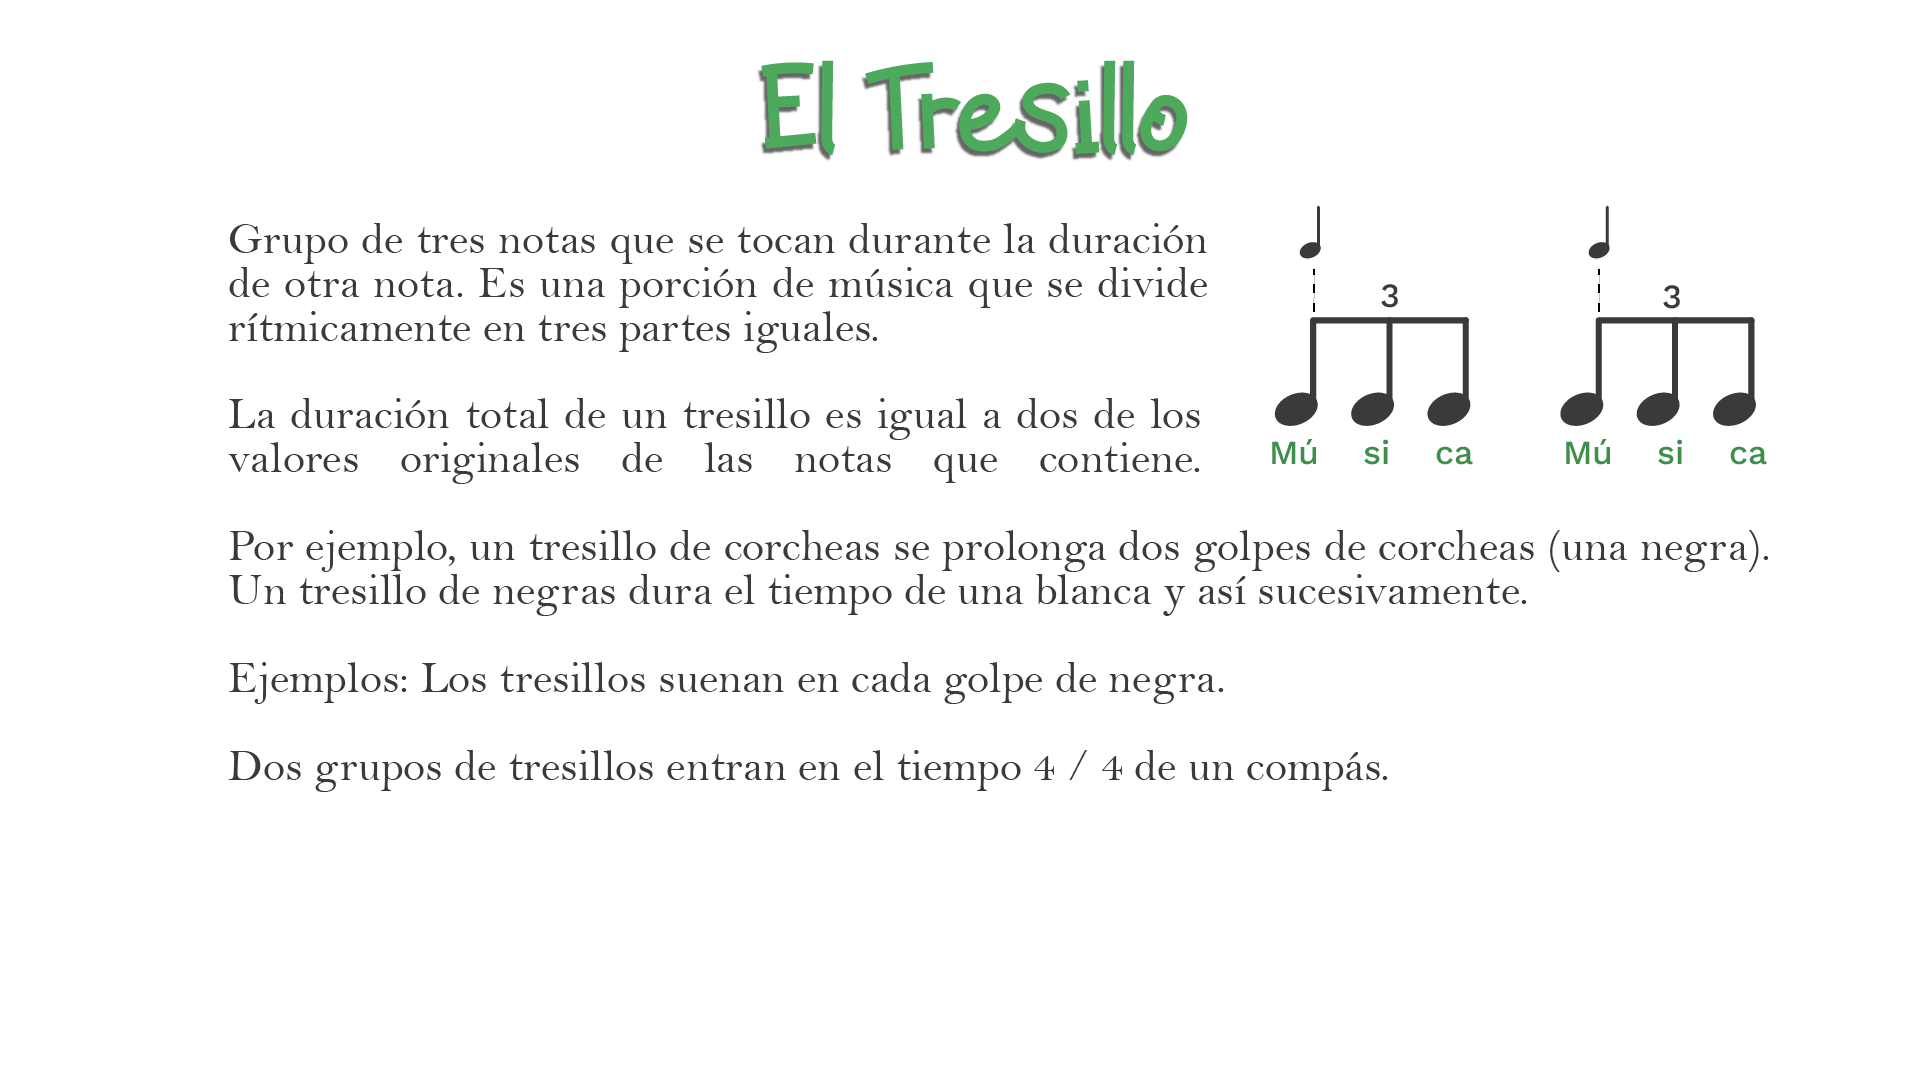 El Tresillo
Grupo de tres notas que se tocan durante la duración
de otra nota. Es una porción de música que se divide
rítmicamente en tres partes iguales.
La duración total de un tresillo es igual a dos de los
valores originales de las notas que contiene.
3 3
Mú si ca Mú si ca
Por ejemplo, un tresillo de corcheas se prolonga dos golpes de corcheas (una negra).
Un tresillo de negras dura el tiempo de una blanca y así sucesivamente.
Ejemplos: Los tresillos suenan en cada golpe de negra.
Dos grupos de tresillos entran en el tiempo 4 / 4 de un compás.